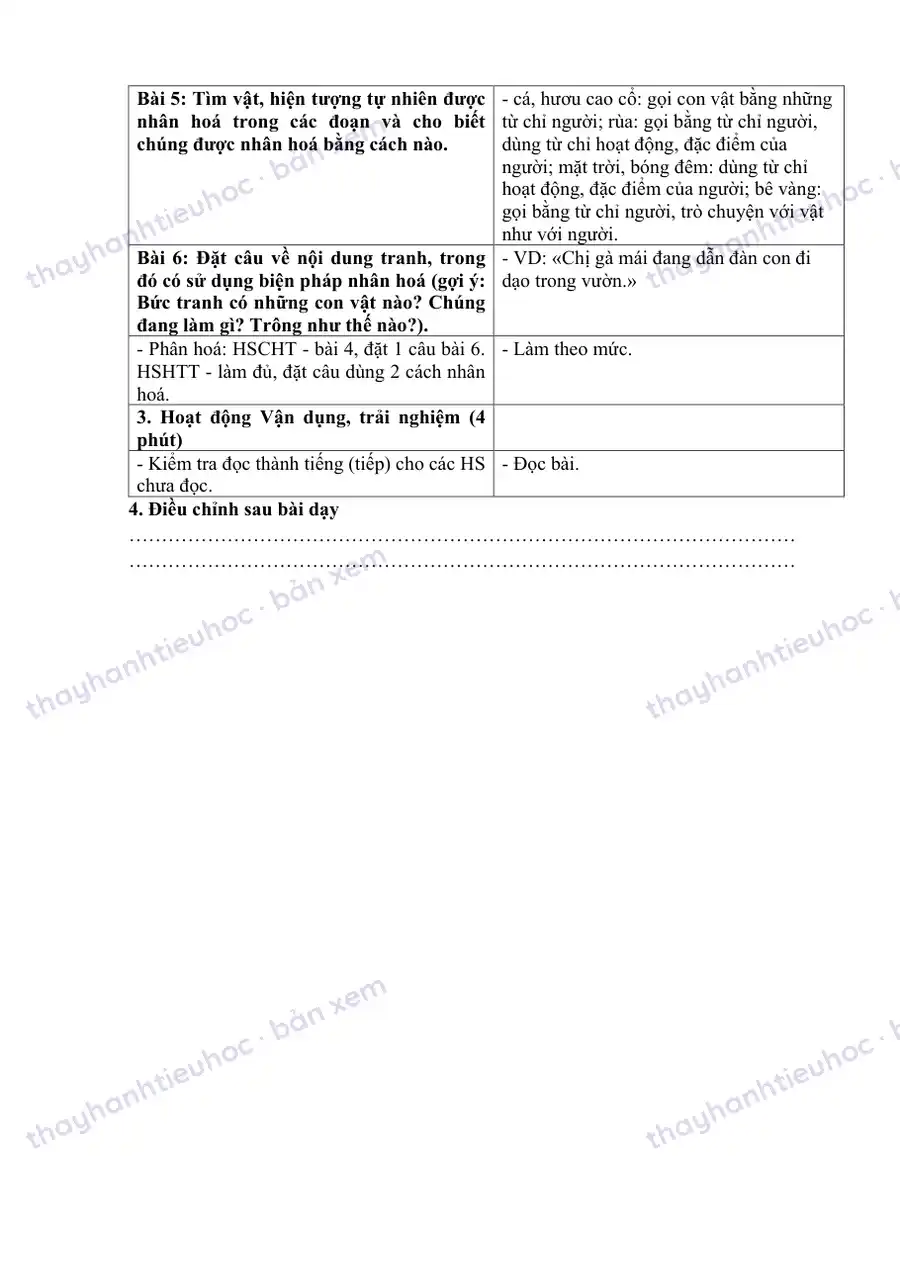 Bài 5: Tìm vật, hiện tượng tự nhiên được
nhân hoá trong các đoạn và cho biết
chúng được nhân hoá bằng cách nào.
- cá, hươu cao cổ: gọi con vật bằng những
từ chỉ người; rùa: gọi bằng từ chỉ người,
dùng từ chỉ hoạt động, đặc điểm của
người; mặt trời, bóng đêm: dùng từ chỉ
hoạt động, đặc điểm của người; bê vàng:
gọi bằng từ chỉ người, trò chuyện với vật
như với người.
Bài 6: Đặt câu về nội dung tranh, trong
đó có sử dụng biện pháp nhân hoá (gợi ý:
Bức tranh có những con vật nào? Chúng
đang làm gì? Trông như thế nào?).
- VD: «Chị gà mái đang dẫn đàn con đi
dạo trong vườn.»
- Phân hoá: HSCHT - bài 4, đặt 1 câu bài 6.
HSHTT - làm đủ, đặt câu dùng 2 cách nhân
hoá.
- Làm theo mức.
3. Hoạt động Vận dụng, trải nghiệm (4
phút)
- Kiểm tra đọc thành tiếng (tiếp) cho các HS
chưa đọc.
- Đọc bài.
4. Điều chỉnh sau bài dạy
……………………………………………………………………………………………
……………………………………………………………………………………………
thayhanhtieuhoc · bản xem
thayhanhtieuhoc · b
thayhanhtieuhoc · bản xem
thayhanhtieuhoc · b
thayhanhtieuhoc · bản xem
thayhanhtieuhoc · b